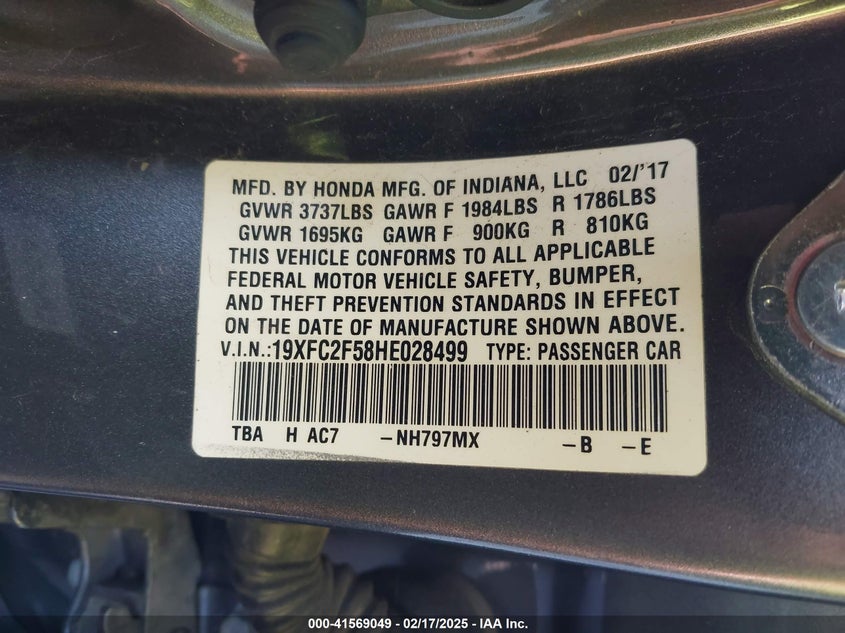 MFD. BY HONDA MFG. OF INDIANA, LLC 02/'17
GVWR 3737LBS GAWR F 1984LBS R 1786LBS
GVWR 1695KG GAWR F 900KG R 810KG
THIS VEHICLE CONFORMS TO ALL APPLICABLE
FEDERAL MOTOR VEHICLE SAFETY, BUMPER,
AND THEFT PREVENTION STANDARDS IN EFFECT
ON THE DATE OF MANUFACTURE SHOWN ABOVE.
V.I.N.:19XFC2F58HE028499 TYPE: PASSENGER CAR
TBA H AC7 -NH797MX -B -E
000-41569049 / 02/17/2025 - IAA Inc.